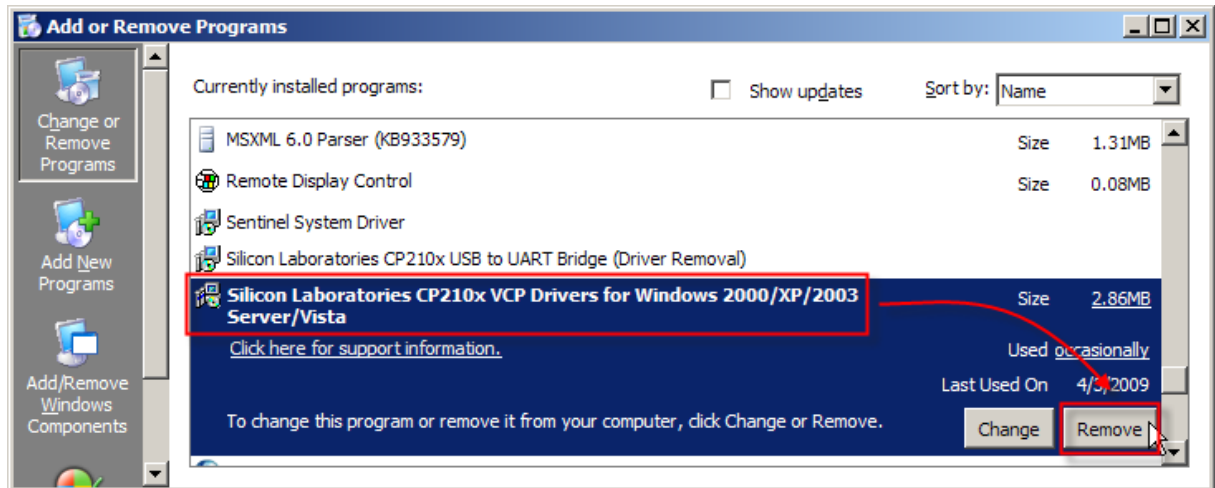 Add or Remove Programs
Change or
Remove
Programs
Add New
Programs
Add/Remove
Windows
Components
Currently installed programs:
Show updates
Sort by: Name
MSXML 6.0 Parser (KB933579) Size 1.31MB
Remote Display Control Size 0.08MB
Sentinel System Driver
Silicon Laboratories CP210x USB to UART Bridge (Driver Removal)
Silicon Laboratories CP210x VCP Drivers for Windows 2000/XP/2003 Size 2.86MB
Server/Vista
Click here for support information. Used occasionally
Last Used On 4/3/2009
To change this program or remove it from your computer, click Change or Remove. Change Remove